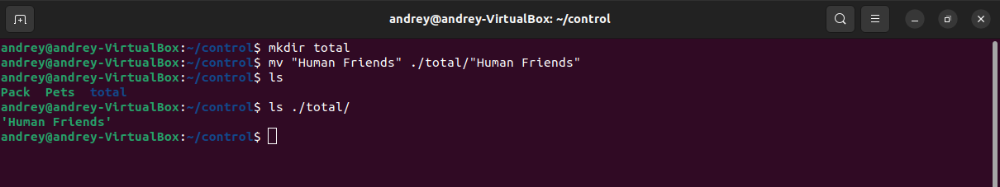 andrey@andrey-VirtualBox: ~/control
andrey@andrey-VirtualBox:~/control$ mkdir total
andrey@andrey-VirtualBox:~/control$ mv "Human Friends" ./total/"Human Friends"
andrey@andrey-VirtualBox:~/control$ ls
Pack  Pets  total
andrey@andrey-VirtualBox:~/control$ ls ./total/
'Human Friends'
andrey@andrey-VirtualBox:~/control$